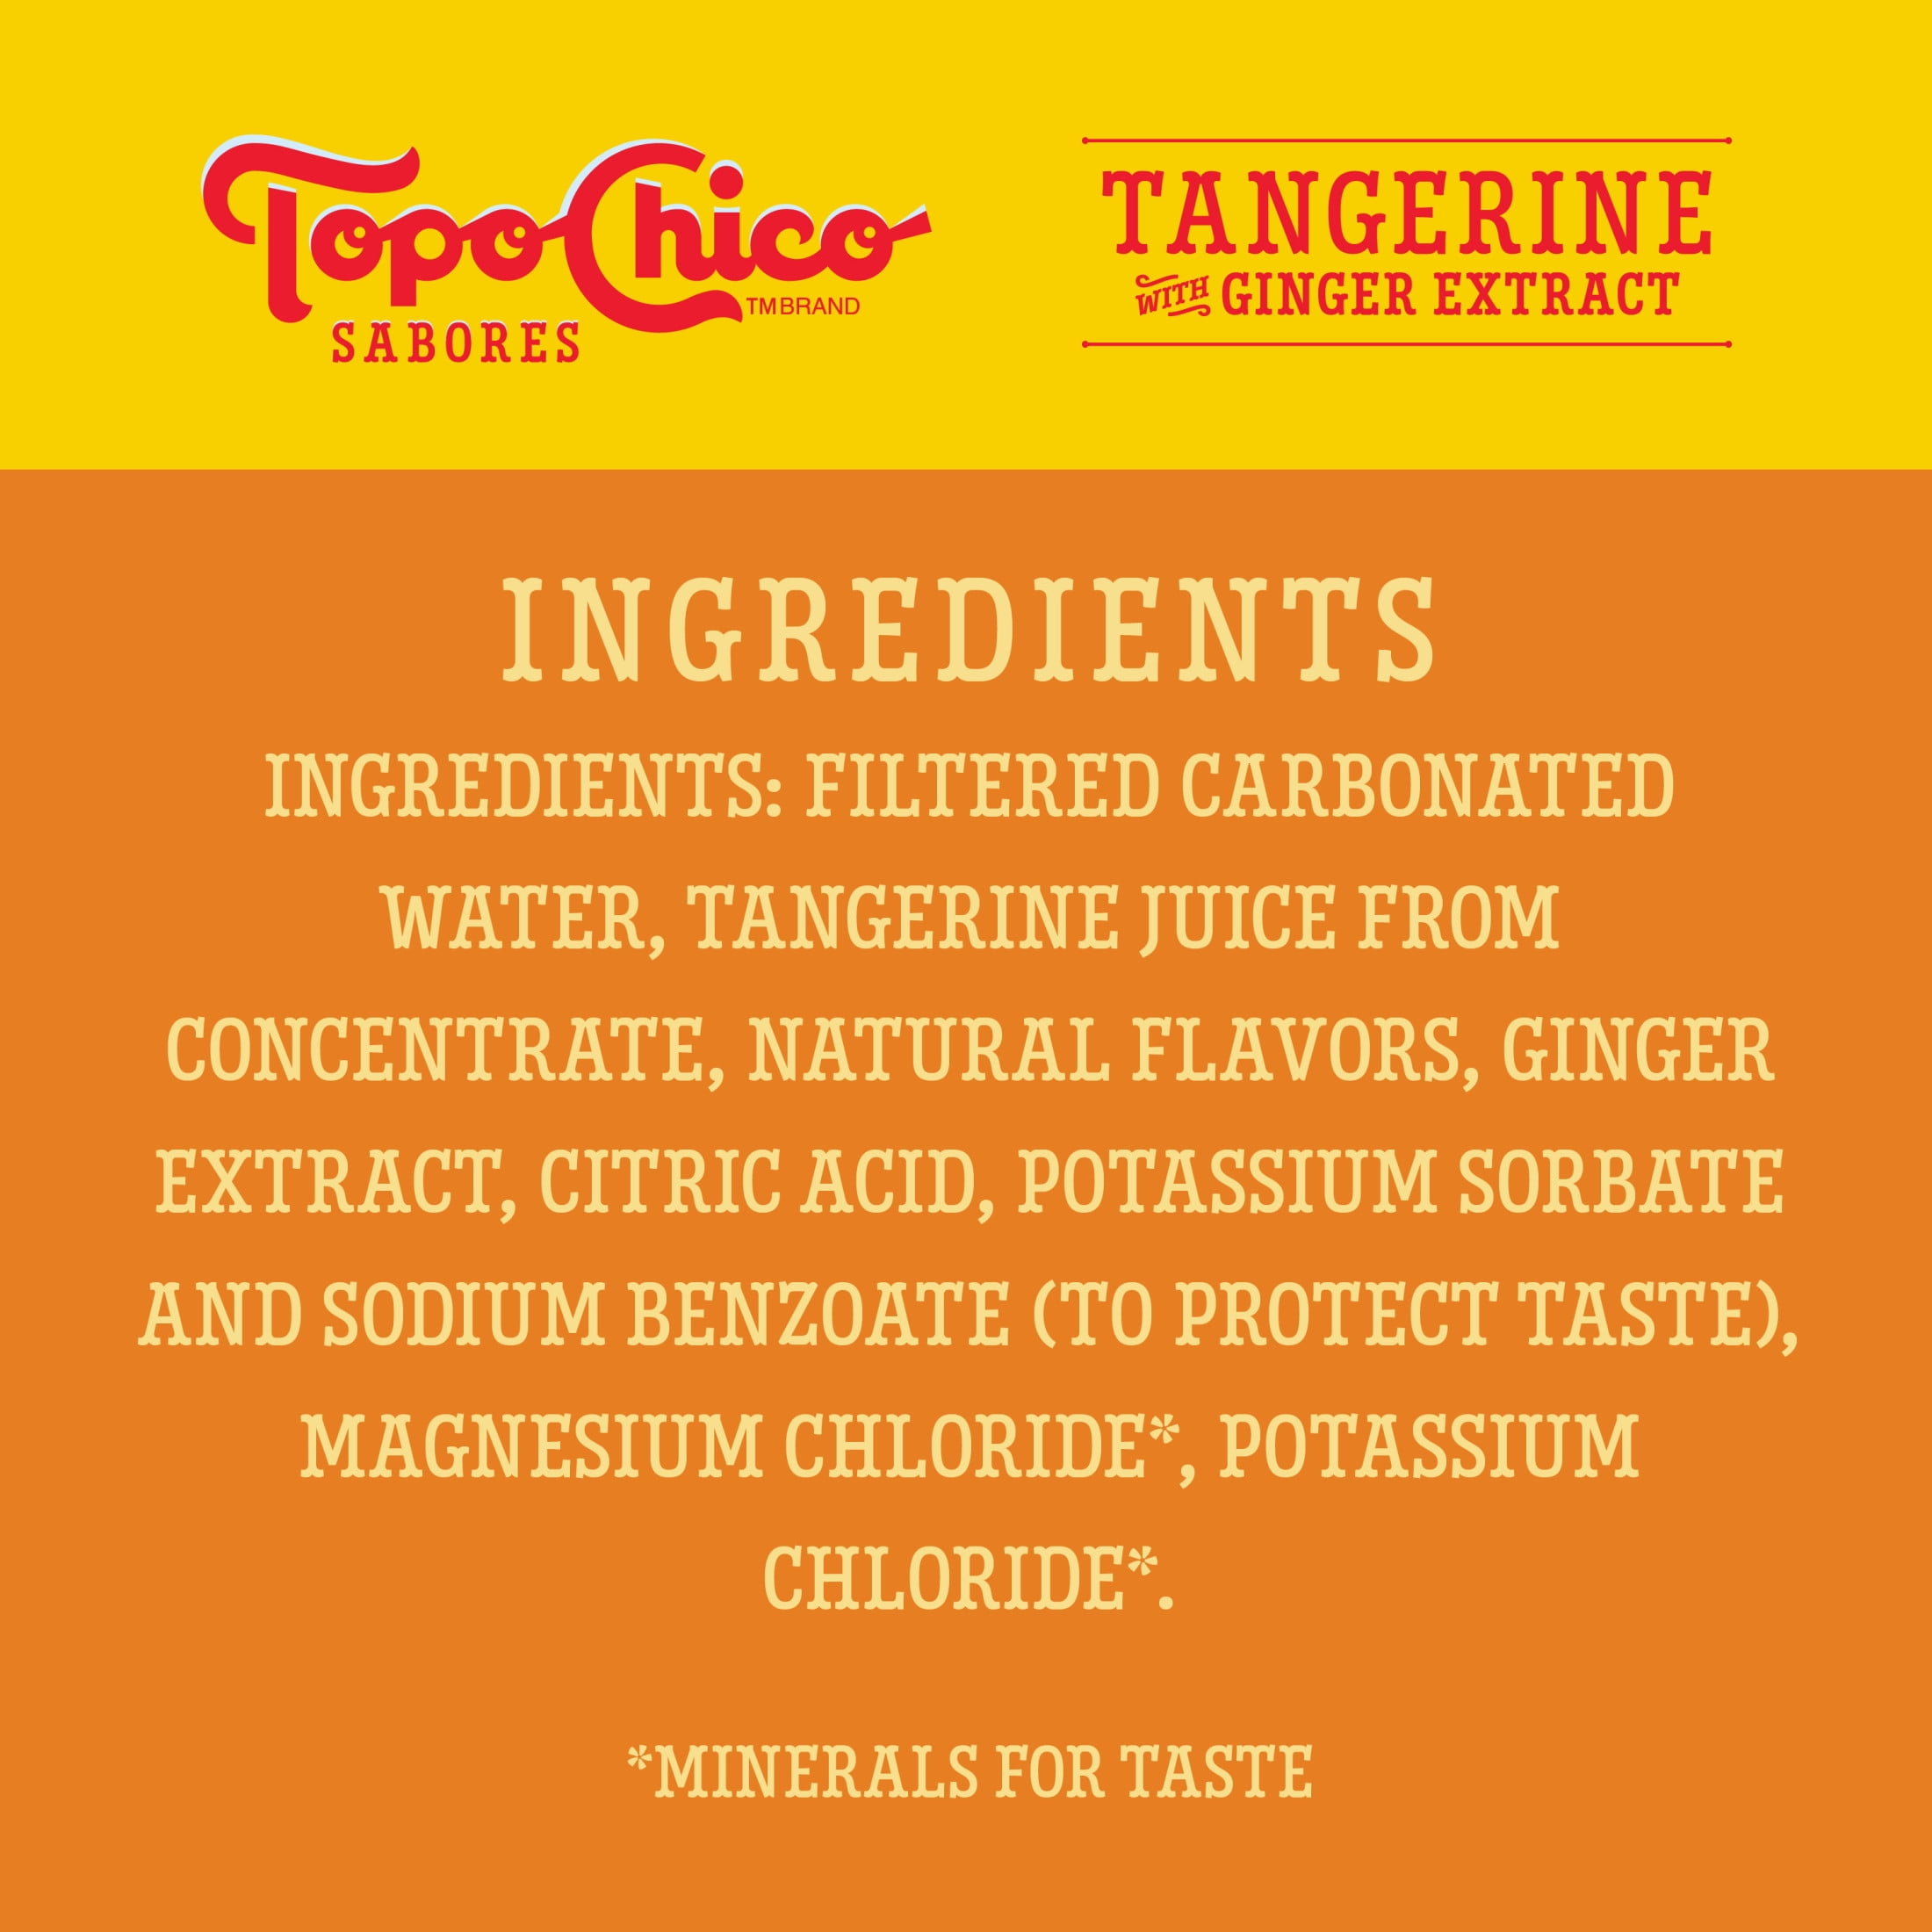 Topo Chico
TM BRAND
SABORES
TANGERINE
WITH GINGER EXTRACT
INGREDIENTS
INGREDIENTS: FILTERED CARBONATED
WATER, TANGERINE JUICE FROM
CONCENTRATE, NATURAL FLAVORS, GINGER
EXTRACT, CITRIC ACID, POTASSIUM SORBATE
AND SODIUM BENZOATE (TO PROTECT TASTE),
MAGNESIUM CHLORIDE*, POTASSIUM
CHLORIDE*.
*MINERALS FOR TASTE